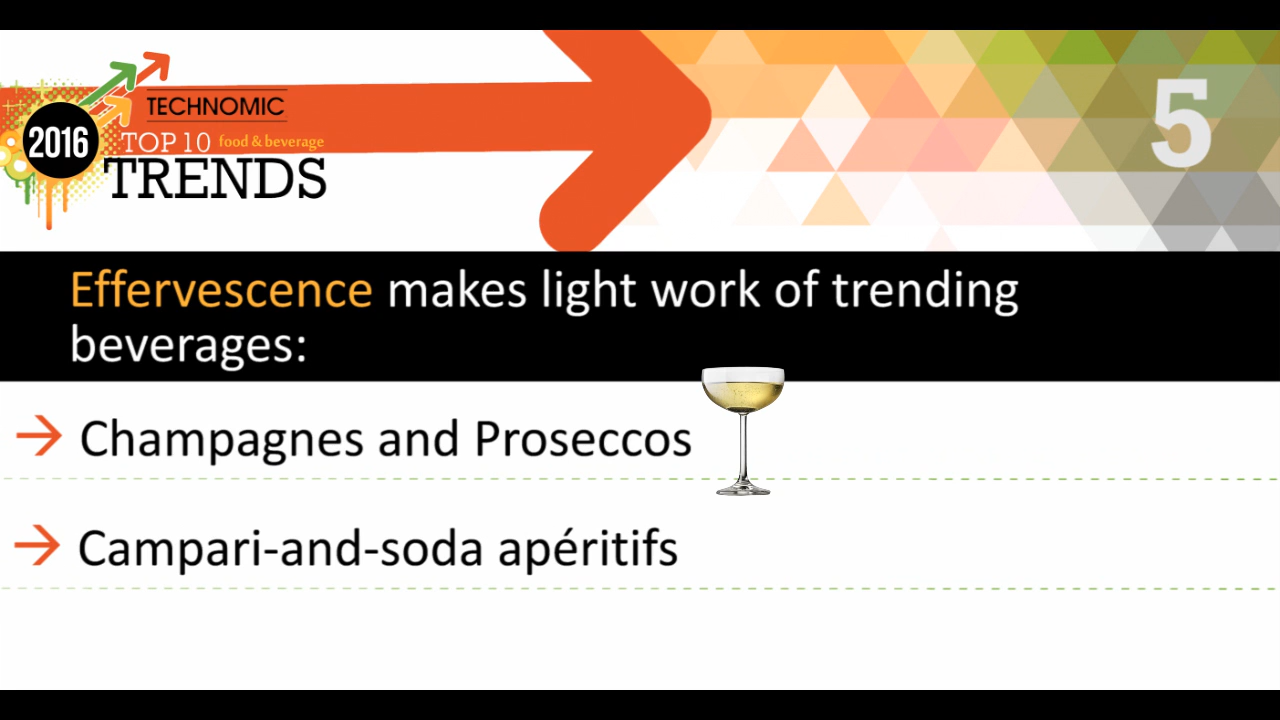 TECHNOMIC
2016
TOP 10 food & beverage
TRENDS
5
Effervescence makes light work of trending
beverages:
→ Champagnes and Proseccos
→ Campari-and-soda apéritifs